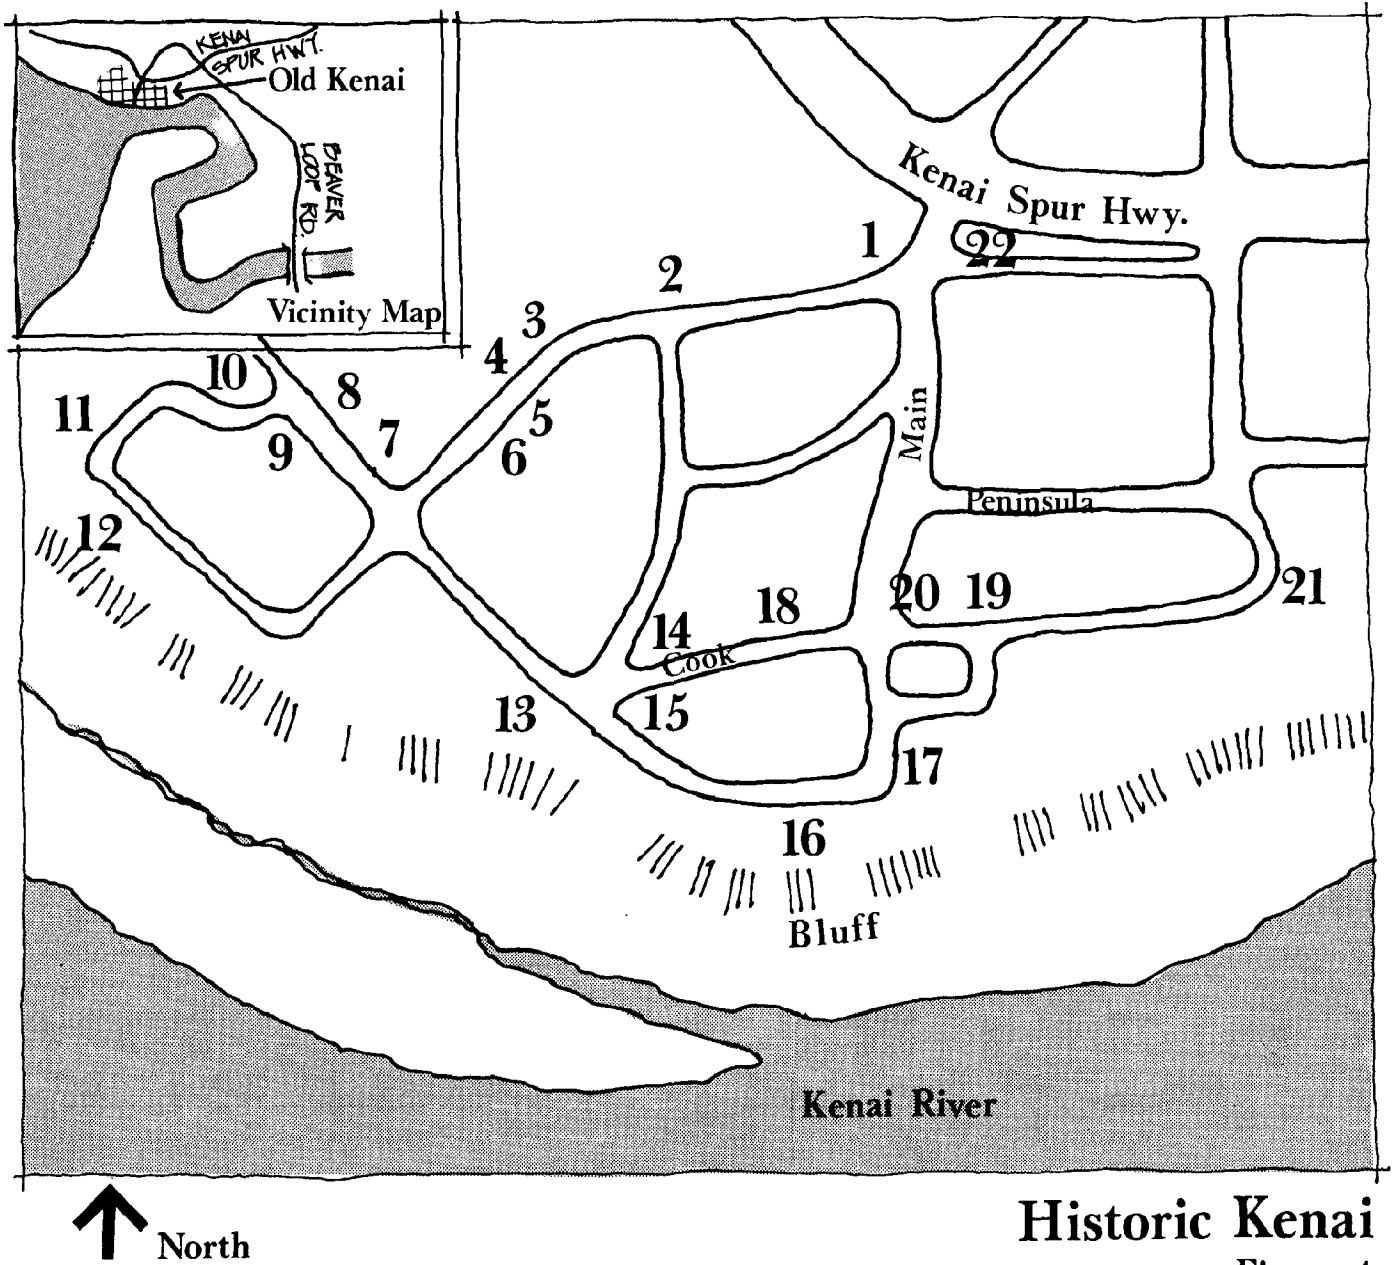 KENAI
SPUR HWY.
Old Kenai
BEAVER
LOOP RD.
Vicinity Map
Kenai Spur Hwy.
22
1
2
3
4
10
8
11
5
7
9
6
Main
Peninsula
12
20 19
21
18
14
Cook
13
15
17
16
Bluff
Kenai River
North
Historic Kenai